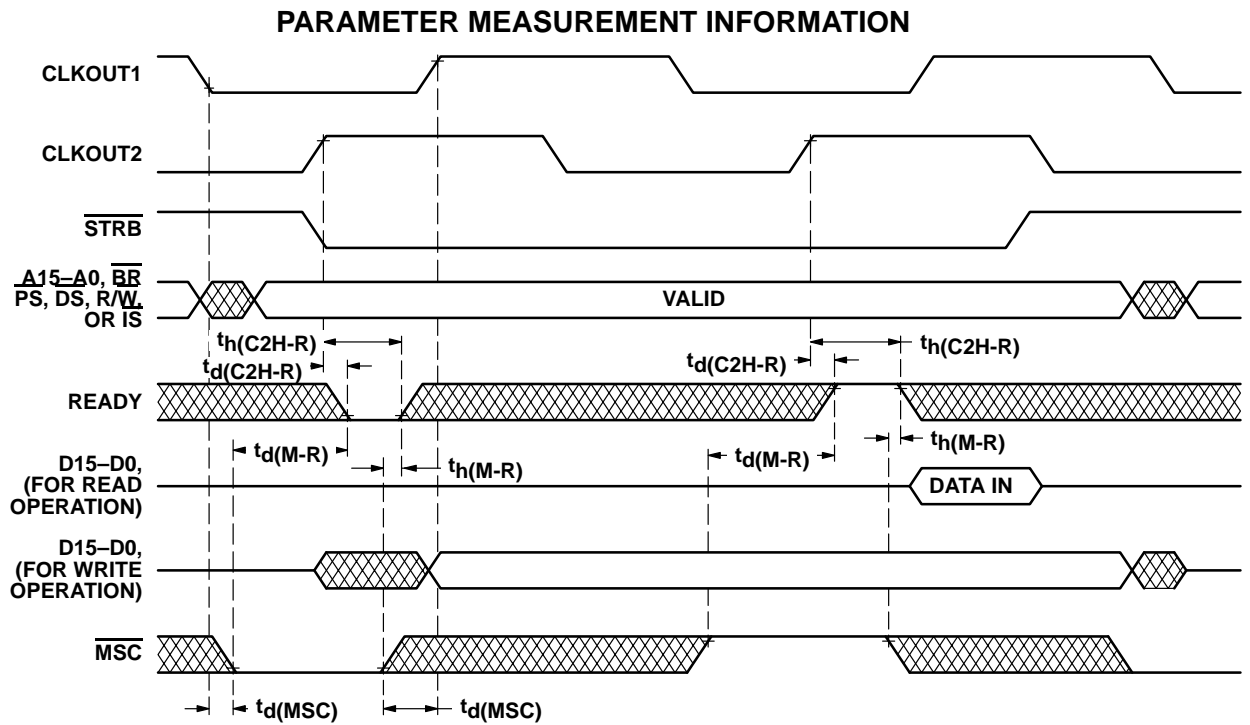 PARAMETER MEASUREMENT INFORMATION
CLKOUT1
CLKOUT2
STRB
A15–A0, BR
PS, DS, R/W,
OR IS
VALID
th(C2H-R)
td(C2H-R)
td(C2H-R)
th(C2H-R)
READY
td(M-R)
th(M-R)
td(M-R)
th(M-R)
D15–D0,
(FOR READ
OPERATION)
DATA IN
D15–D0,
(FOR WRITE
OPERATION)
MSC
td(MSC)
td(MSC)